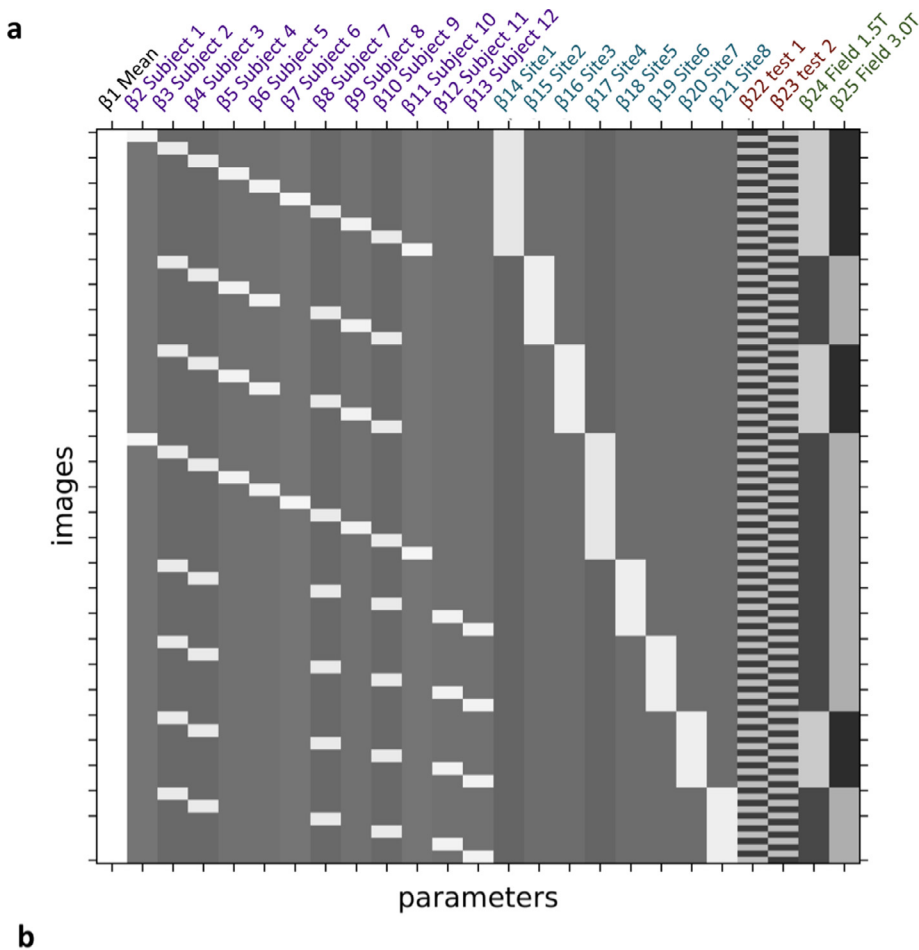 a
β1 Mean
β2 Subject 1
β3 Subject 2
β4 Subject 3
β5 Subject 4
β6 Subject 5
β7 Subject 6
β8 Subject 7
β9 Subject 8
β10 Subject 9
β11 Subject 10
β12 Subject 11
β13 Subject 12
β14 Site1
β15 Site2
β16 Site3
β17 Site4
β18 Site5
β19 Site6
β20 Site7
β21 Site8
β22 test 1
β23 test 2
β24 Field 1.5T
β25 Field 3.0T
images
parameters
b